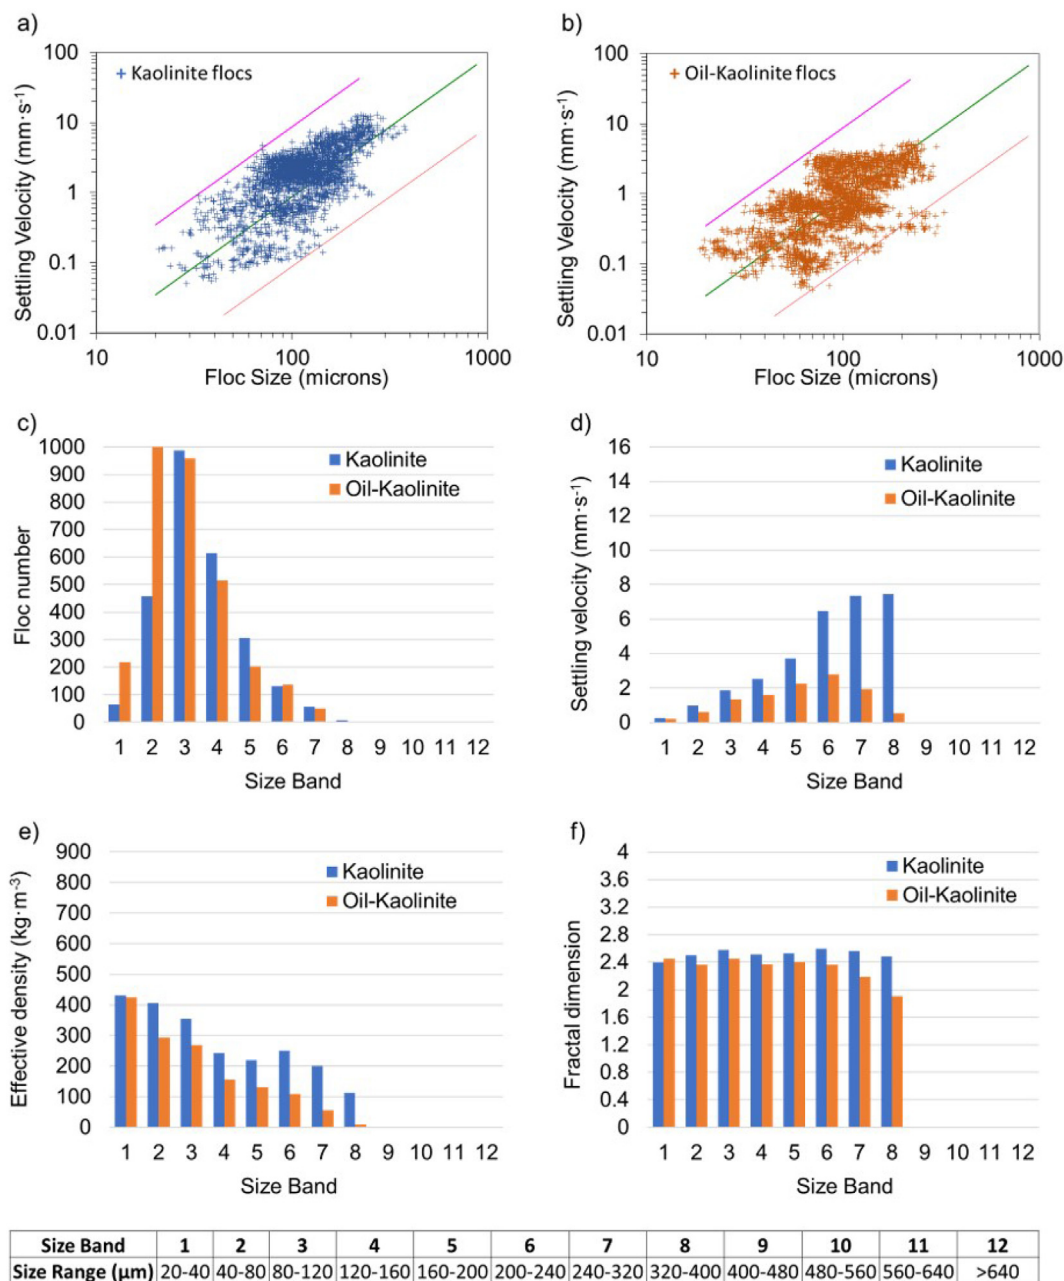 a)
b)
100
10
1
0.1
0.01
10
100
1000
Settling Velocity (mm·s⁻¹)
Floc Size (microns)
+ Kaolinite flocs
100
10
1
0.1
0.01
10
100
1000
Settling Velocity (mm·s⁻¹)
Floc Size (microns)
+ Oil-Kaolinite flocs
c)
1000
900
800
700
600
500
400
300
200
100
0
Floc number
Kaolinite
Oil-Kaolinite
1 2 3 4 5 6 7 8 9 10 11 12
Size Band
d)
16
14
12
10
8
6
4
2
0
Settling velocity (mm·s⁻¹)
Kaolinite
Oil-Kaolinite
1 2 3 4 5 6 7 8 9 10 11 12
Size Band
e)
900
800
700
600
500
400
300
200
100
0
Effective density (kg·m⁻³)
Kaolinite
Oil-Kaolinite
1 2 3 4 5 6 7 8 9 10 11 12
Size Band
f)
4
3.6
3.2
2.8
2.4
2
1.6
1.2
0.8
0.4
0
Fractal dimension
Kaolinite
Oil-Kaolinite
1 2 3 4 5 6 7 8 9 10 11 12
Size Band
Size Band 1 2 3 4 5 6 7 8 9 10 11 12
Size Range (μm) 20-40 40-80 80-120 120-160 160-200 200-240 240-320 320-400 400-480 480-560 560-640 >640